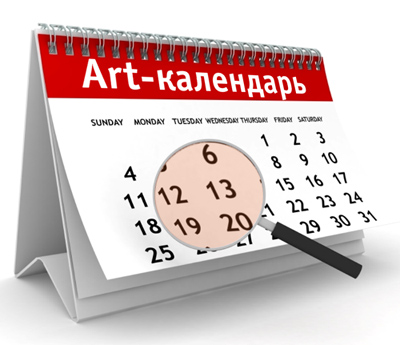 Art-календарь
SUNDAY MONDAY TUESDAY WEDNESDAY THURSDAY FRIDAY SATURDAY
1 2 3
4 6 8 9 10
11 12 13 15 16 17
18 19 20 22 23 24
25 28 29 30 31